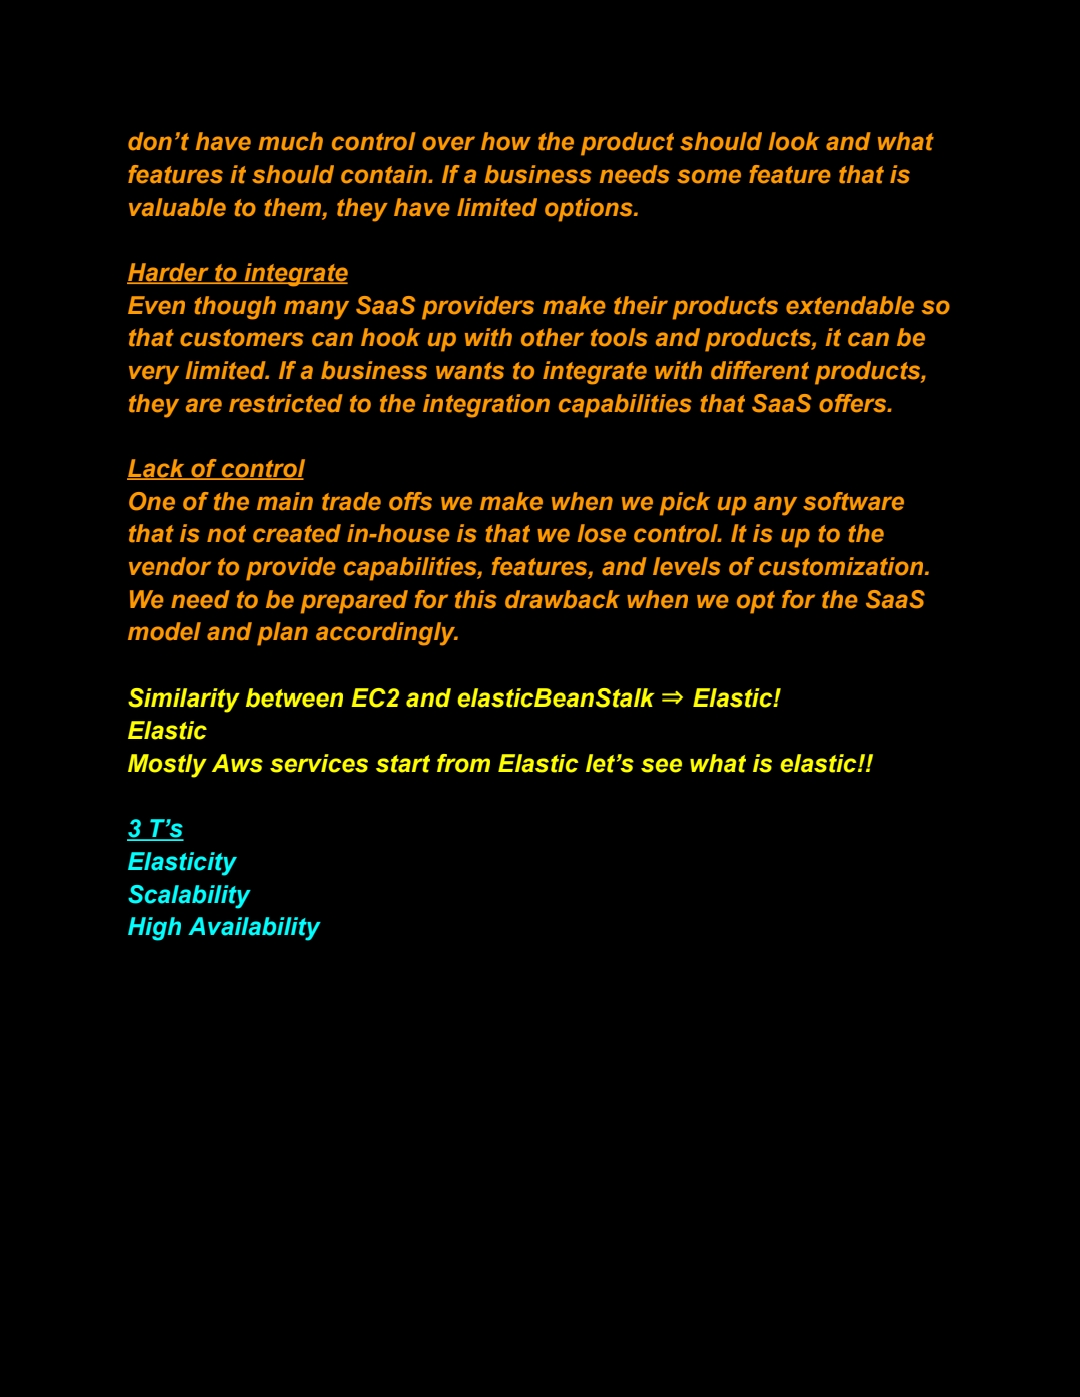 don’t have much control over how the product should look and what
features it should contain. If a business needs some feature that is
valuable to them, they have limited options.
Harder to integrate
Even though many SaaS providers make their products extendable so
that customers can hook up with other tools and products, it can be
very limited. If a business wants to integrate with different products,
they are restricted to the integration capabilities that SaaS offers.
Lack of control
One of the main trade offs we make when we pick up any software
that is not created in-house is that we lose control. It is up to the
vendor to provide capabilities, features, and levels of customization.
We need to be prepared for this drawback when we opt for the SaaS
model and plan accordingly.
Similarity between EC2 and elasticBeanStalk ⇒ Elastic!
Elastic
Mostly Aws services start from Elastic let’s see what is elastic!!
3 T’s
Elasticity
Scalability
High Availability